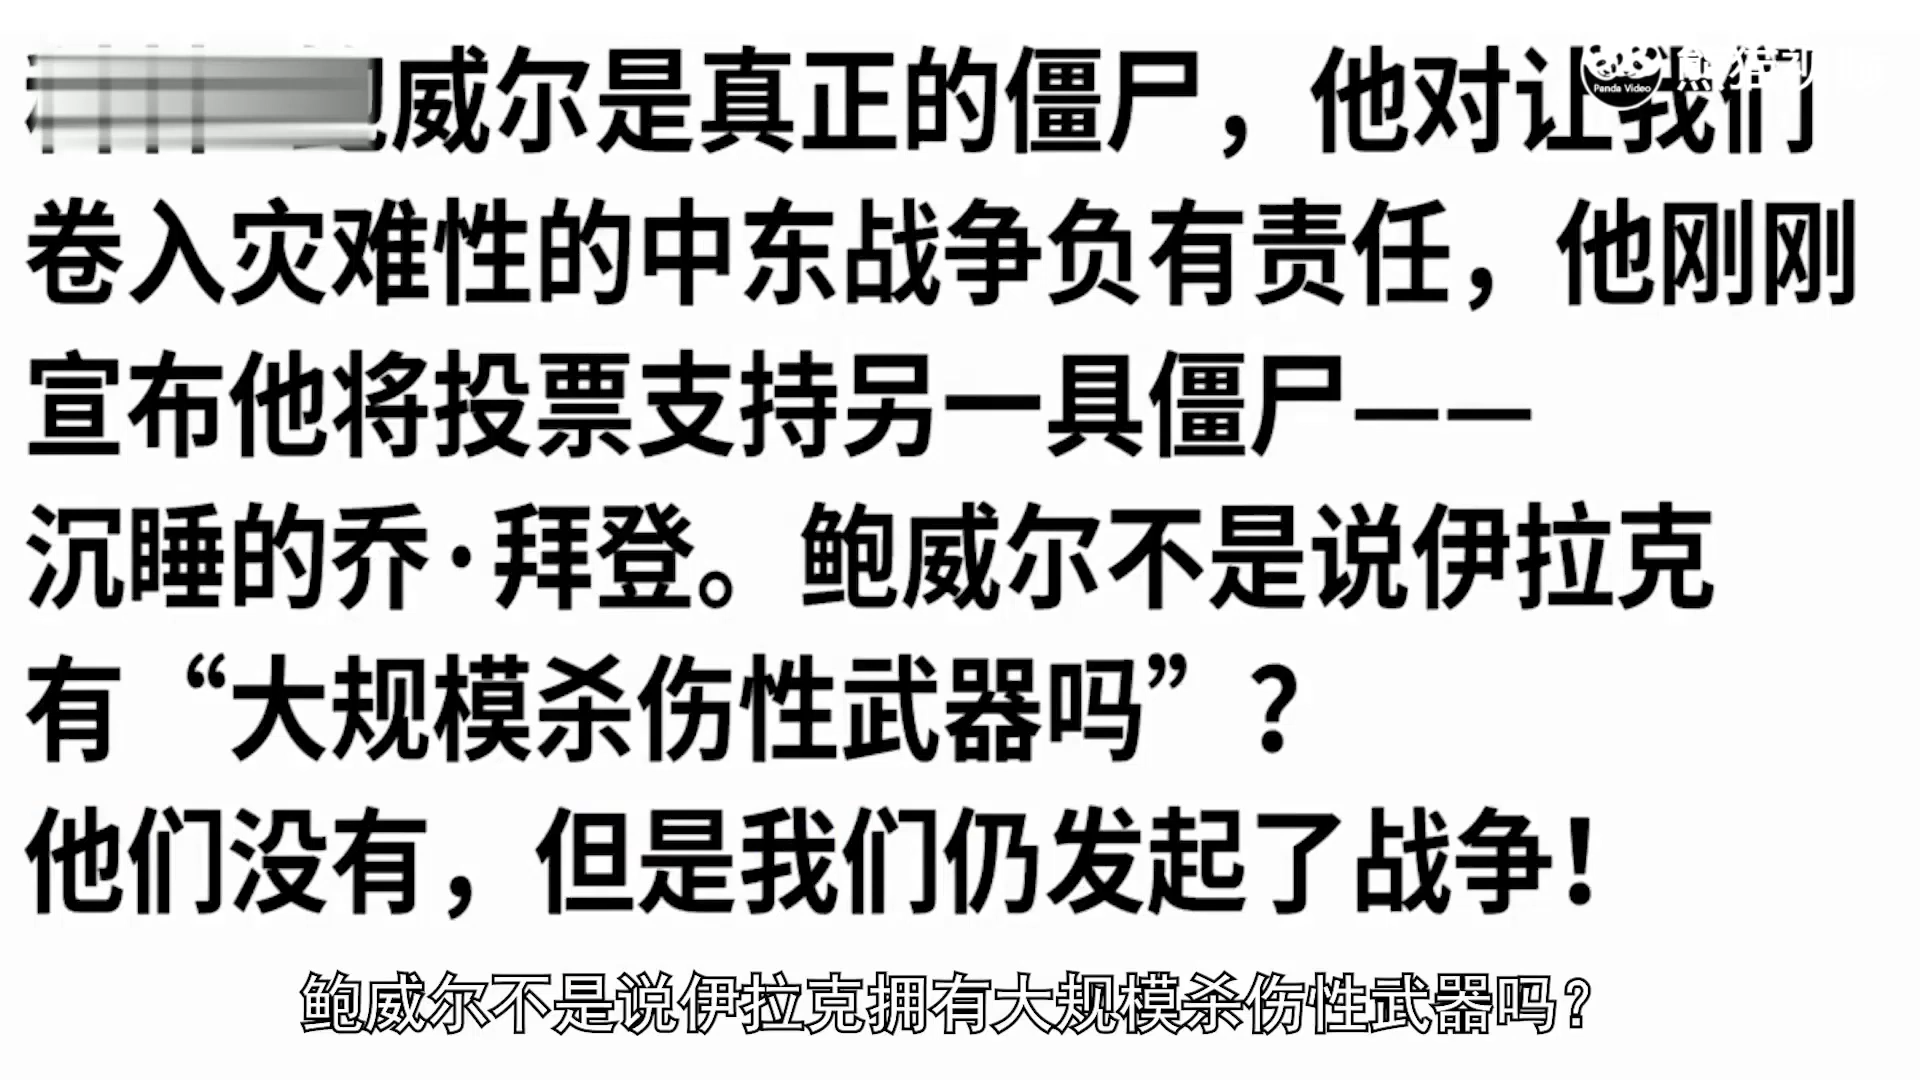 威尔是真正的僵尸，他对让我们
Panda Video
卷入灾难性的中东战争负有责任，他刚刚
宣布他将投票支持另一具僵尸——
沉睡的乔·拜登。鲍威尔不是说伊拉克
有“大规模杀伤性武器吗”？
他们没有，但是我们仍发起了战争！
鲍威尔不是说伊拉克拥有大规模杀伤性武器吗？